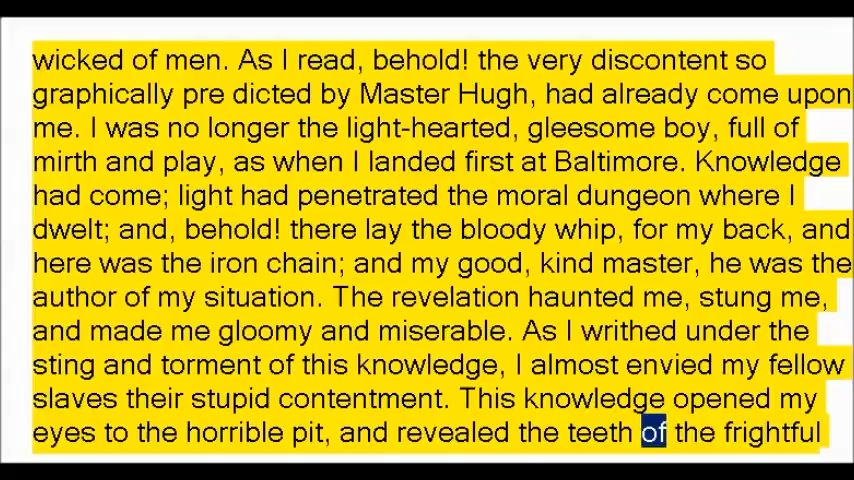 wicked of men. As I read, behold! the very discontent so
graphically pre dicted by Master Hugh, had already come upon
me. I was no longer the light-hearted, gleesome boy, full of
mirth and play, as when I landed first at Baltimore. Knowledge
had come; light had penetrated the moral dungeon where I
dwelt; and, behold! there lay the bloody whip, for my back, and
here was the iron chain; and my good, kind master, he was the
author of my situation. The revelation haunted me, stung me,
and made me gloomy and miserable. As I writhed under the
sting and torment of this knowledge, I almost envied my fellow
slaves their stupid contentment. This knowledge opened my
eyes to the horrible pit, and revealed the teeth of the frightful